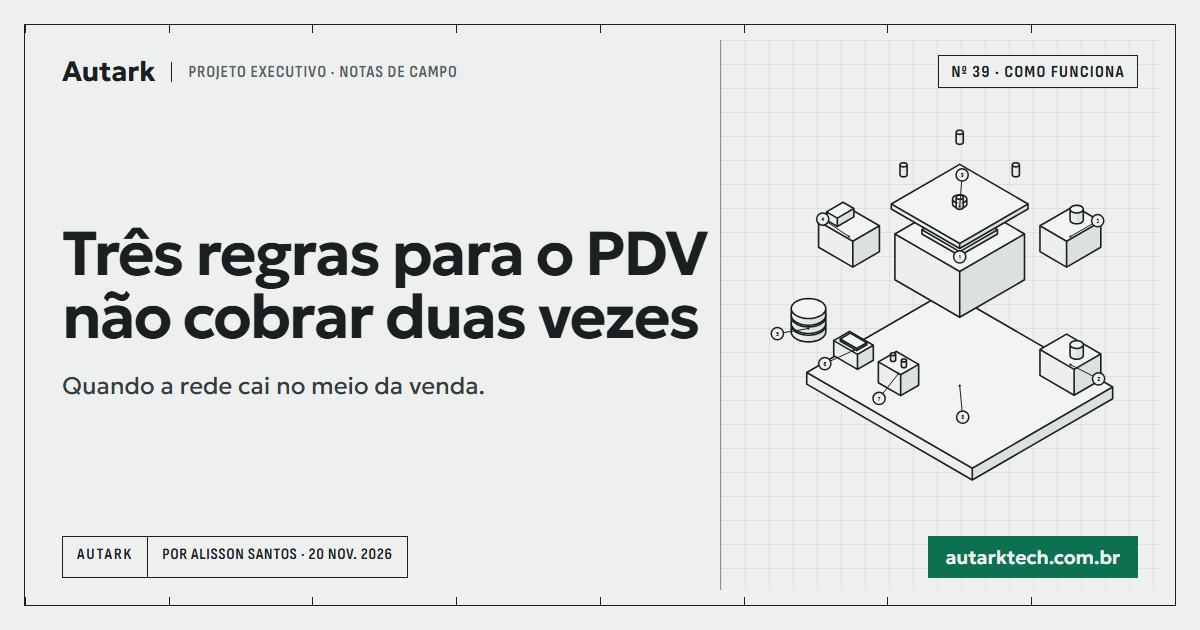 Autark
PROJETO EXECUTIVO · NOTAS DE CAMPO
Nº 39 · COMO FUNCIONA
Três regras para o PDV
não cobrar duas vezes
Quando a rede cai no meio da venda.
AUTARK
POR ALISSON SANTOS · 20 NOV. 2026
autarktech.com.br